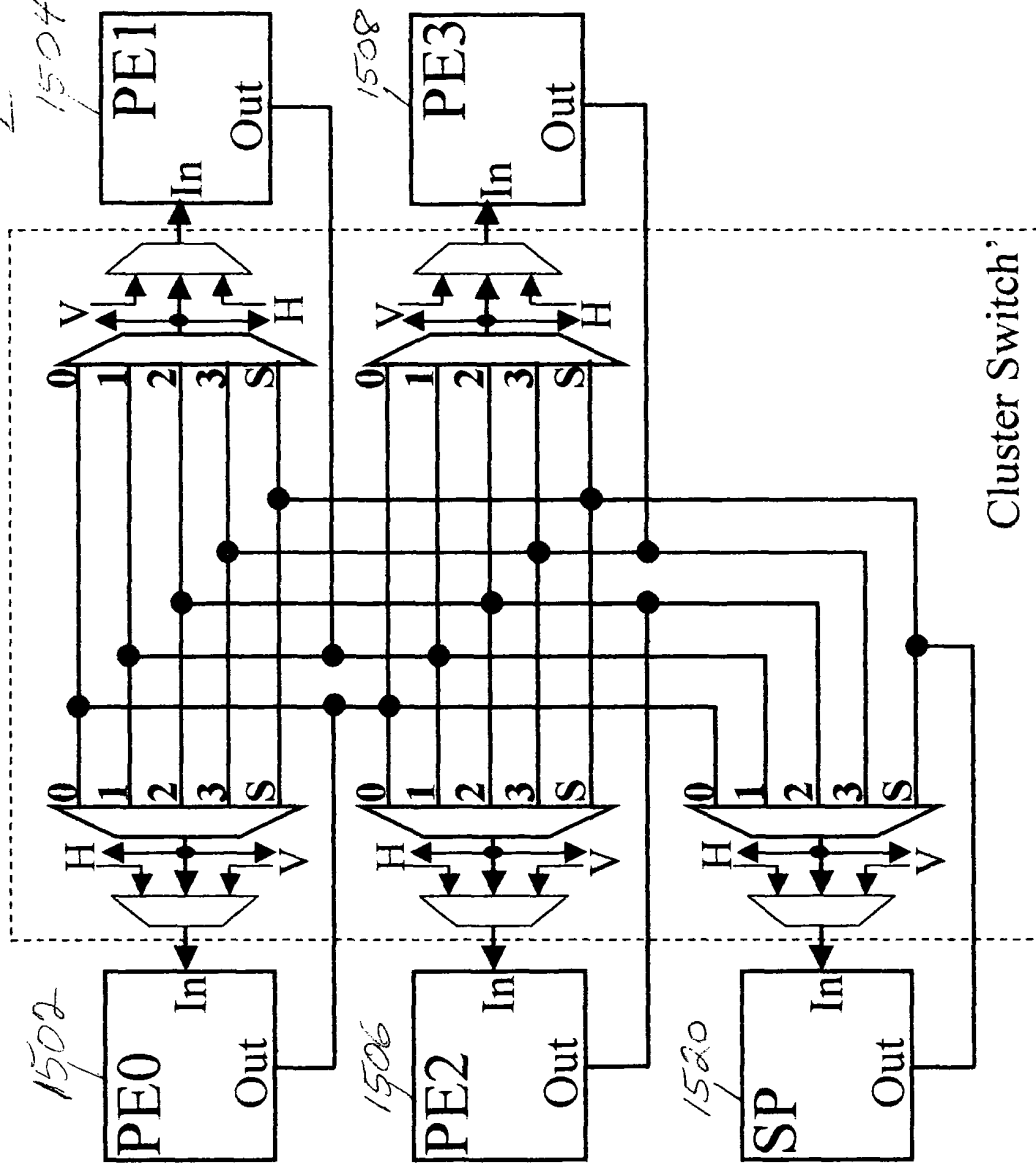 1504
PE1
In
Out
1508
PE3
In
Out
V
H
V
H
0
1
2
3
S
0
1
2
3
S
Cluster Switch'
0
1
2
3
S
0
1
2
3
S
0
1
2
3
S
H
V
H
V
H
V
1502
PE0
In
Out
1506
PE2
In
Out
1520
SP
In
Out